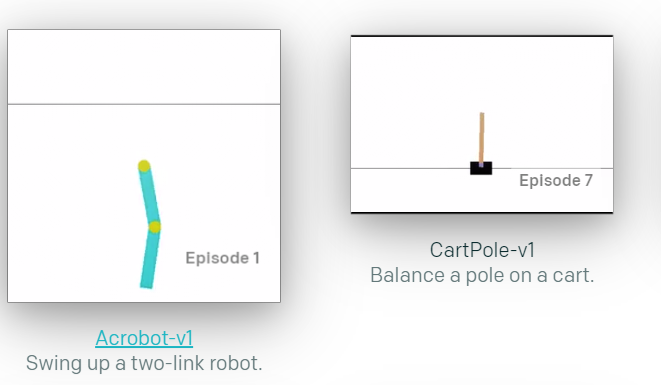 Episode 1
Acrobot-v1
Swing up a two-link robot.
Episode 7
CartPole-v1
Balance a pole on a cart.